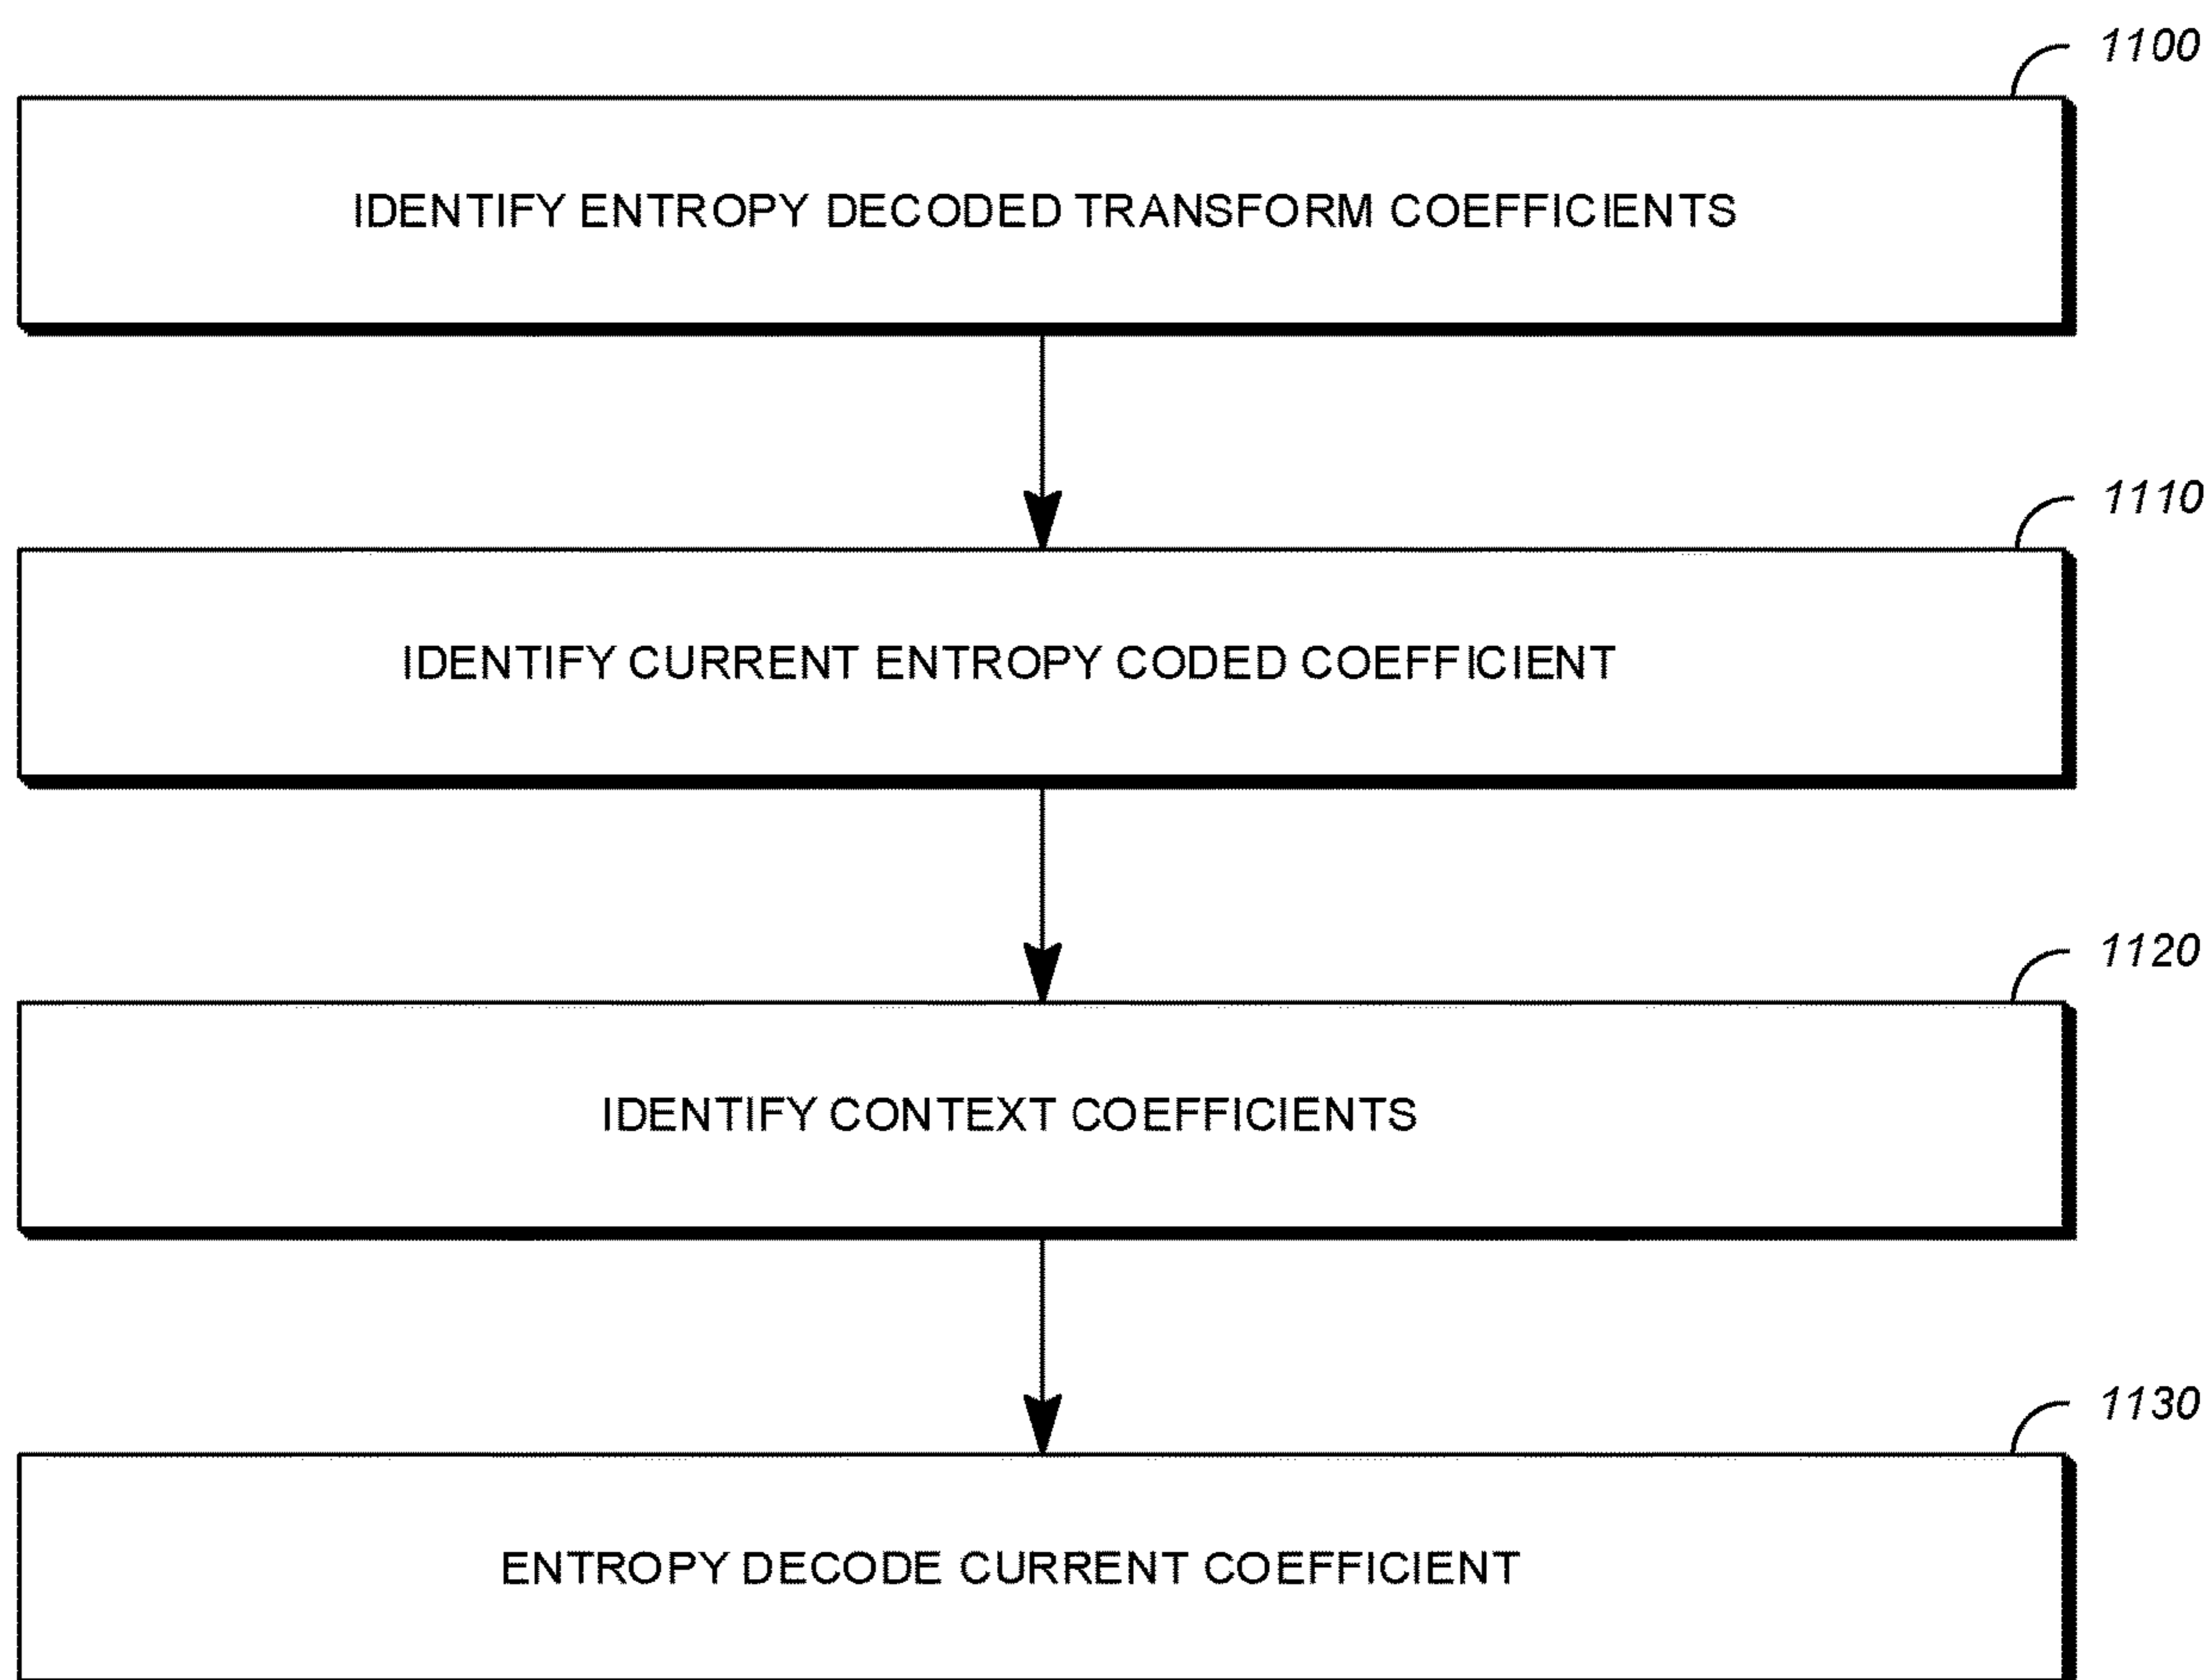 1100
IDENTIFY ENTROPY DECODED TRANSFORM COEFFICIENTS
1110
IDENTIFY CURRENT ENTROPY CODED COEFFICIENT
1120
IDENTIFY CONTEXT COEFFICIENTS
1130
ENTROPY DECODE CURRENT COEFFICIENT